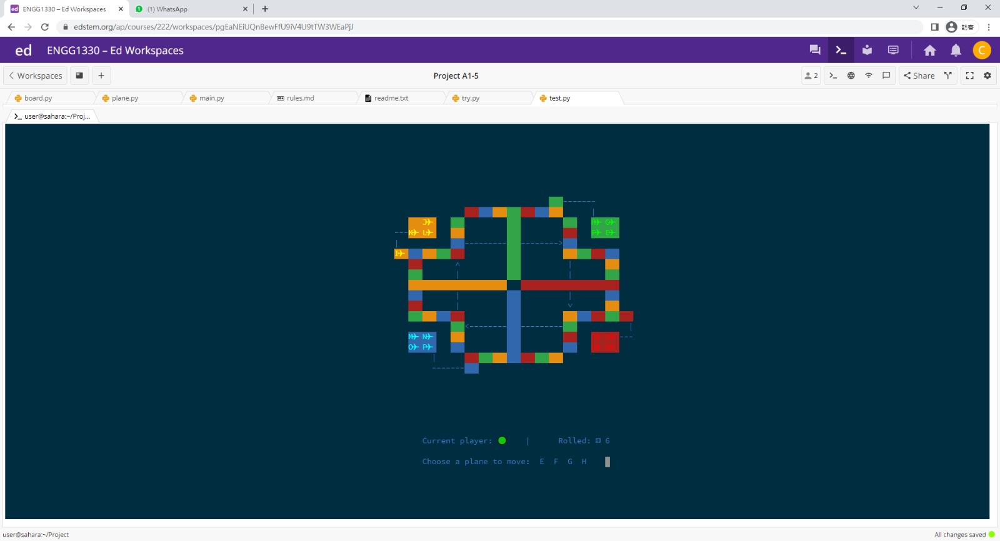 ENGG1330 – Ed Workspaces
(1) WhatsApp
edstem.org/ap/courses/222/workspaces/pgEaNEiUQnBewFfU9iV4U9tTW3WEaPjJ
訪客
ed ENGG1330 – Ed Workspaces
C
Workspaces
Project A1-5
2
Share
board.py
plane.py
main.py
rules.md
readme.txt
try.py
test.py
user@sahara:~/Proj...
J
K L
G
F E
I
M N
O P
Current player: | Rolled: 6
Choose a plane to move: E F G H
user@sahara:~/Project
All changes saved